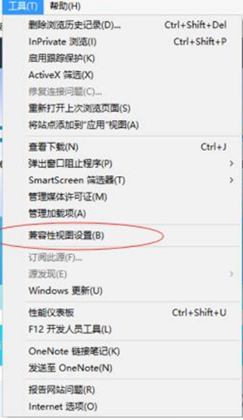 工具(T) 帮助(H)
删除浏览历史记录(D)... Ctrl+Shift+Del
InPrivate 浏览(I) Ctrl+Shift+P
启用跟踪保护(K)
ActiveX 筛选(X)
修复连接问题(C)...
重新打开上次浏览页面(S)
将站点添加到“应用”视图(A)
查看下载(N) Ctrl+J
弹出窗口阻止程序(P)
SmartScreen 筛选器(T)
管理媒体许可证(M)
管理加载项(A)
兼容性视图设置(B)
订阅此源(F)...
源发现(E)
Windows 更新(U)
性能仪表板 Ctrl+Shift+U
F12 开发人员工具(L)
OneNote 链接笔记(K)
发送至 OneNote(N)
报告网站问题(R)
Internet 选项(O)